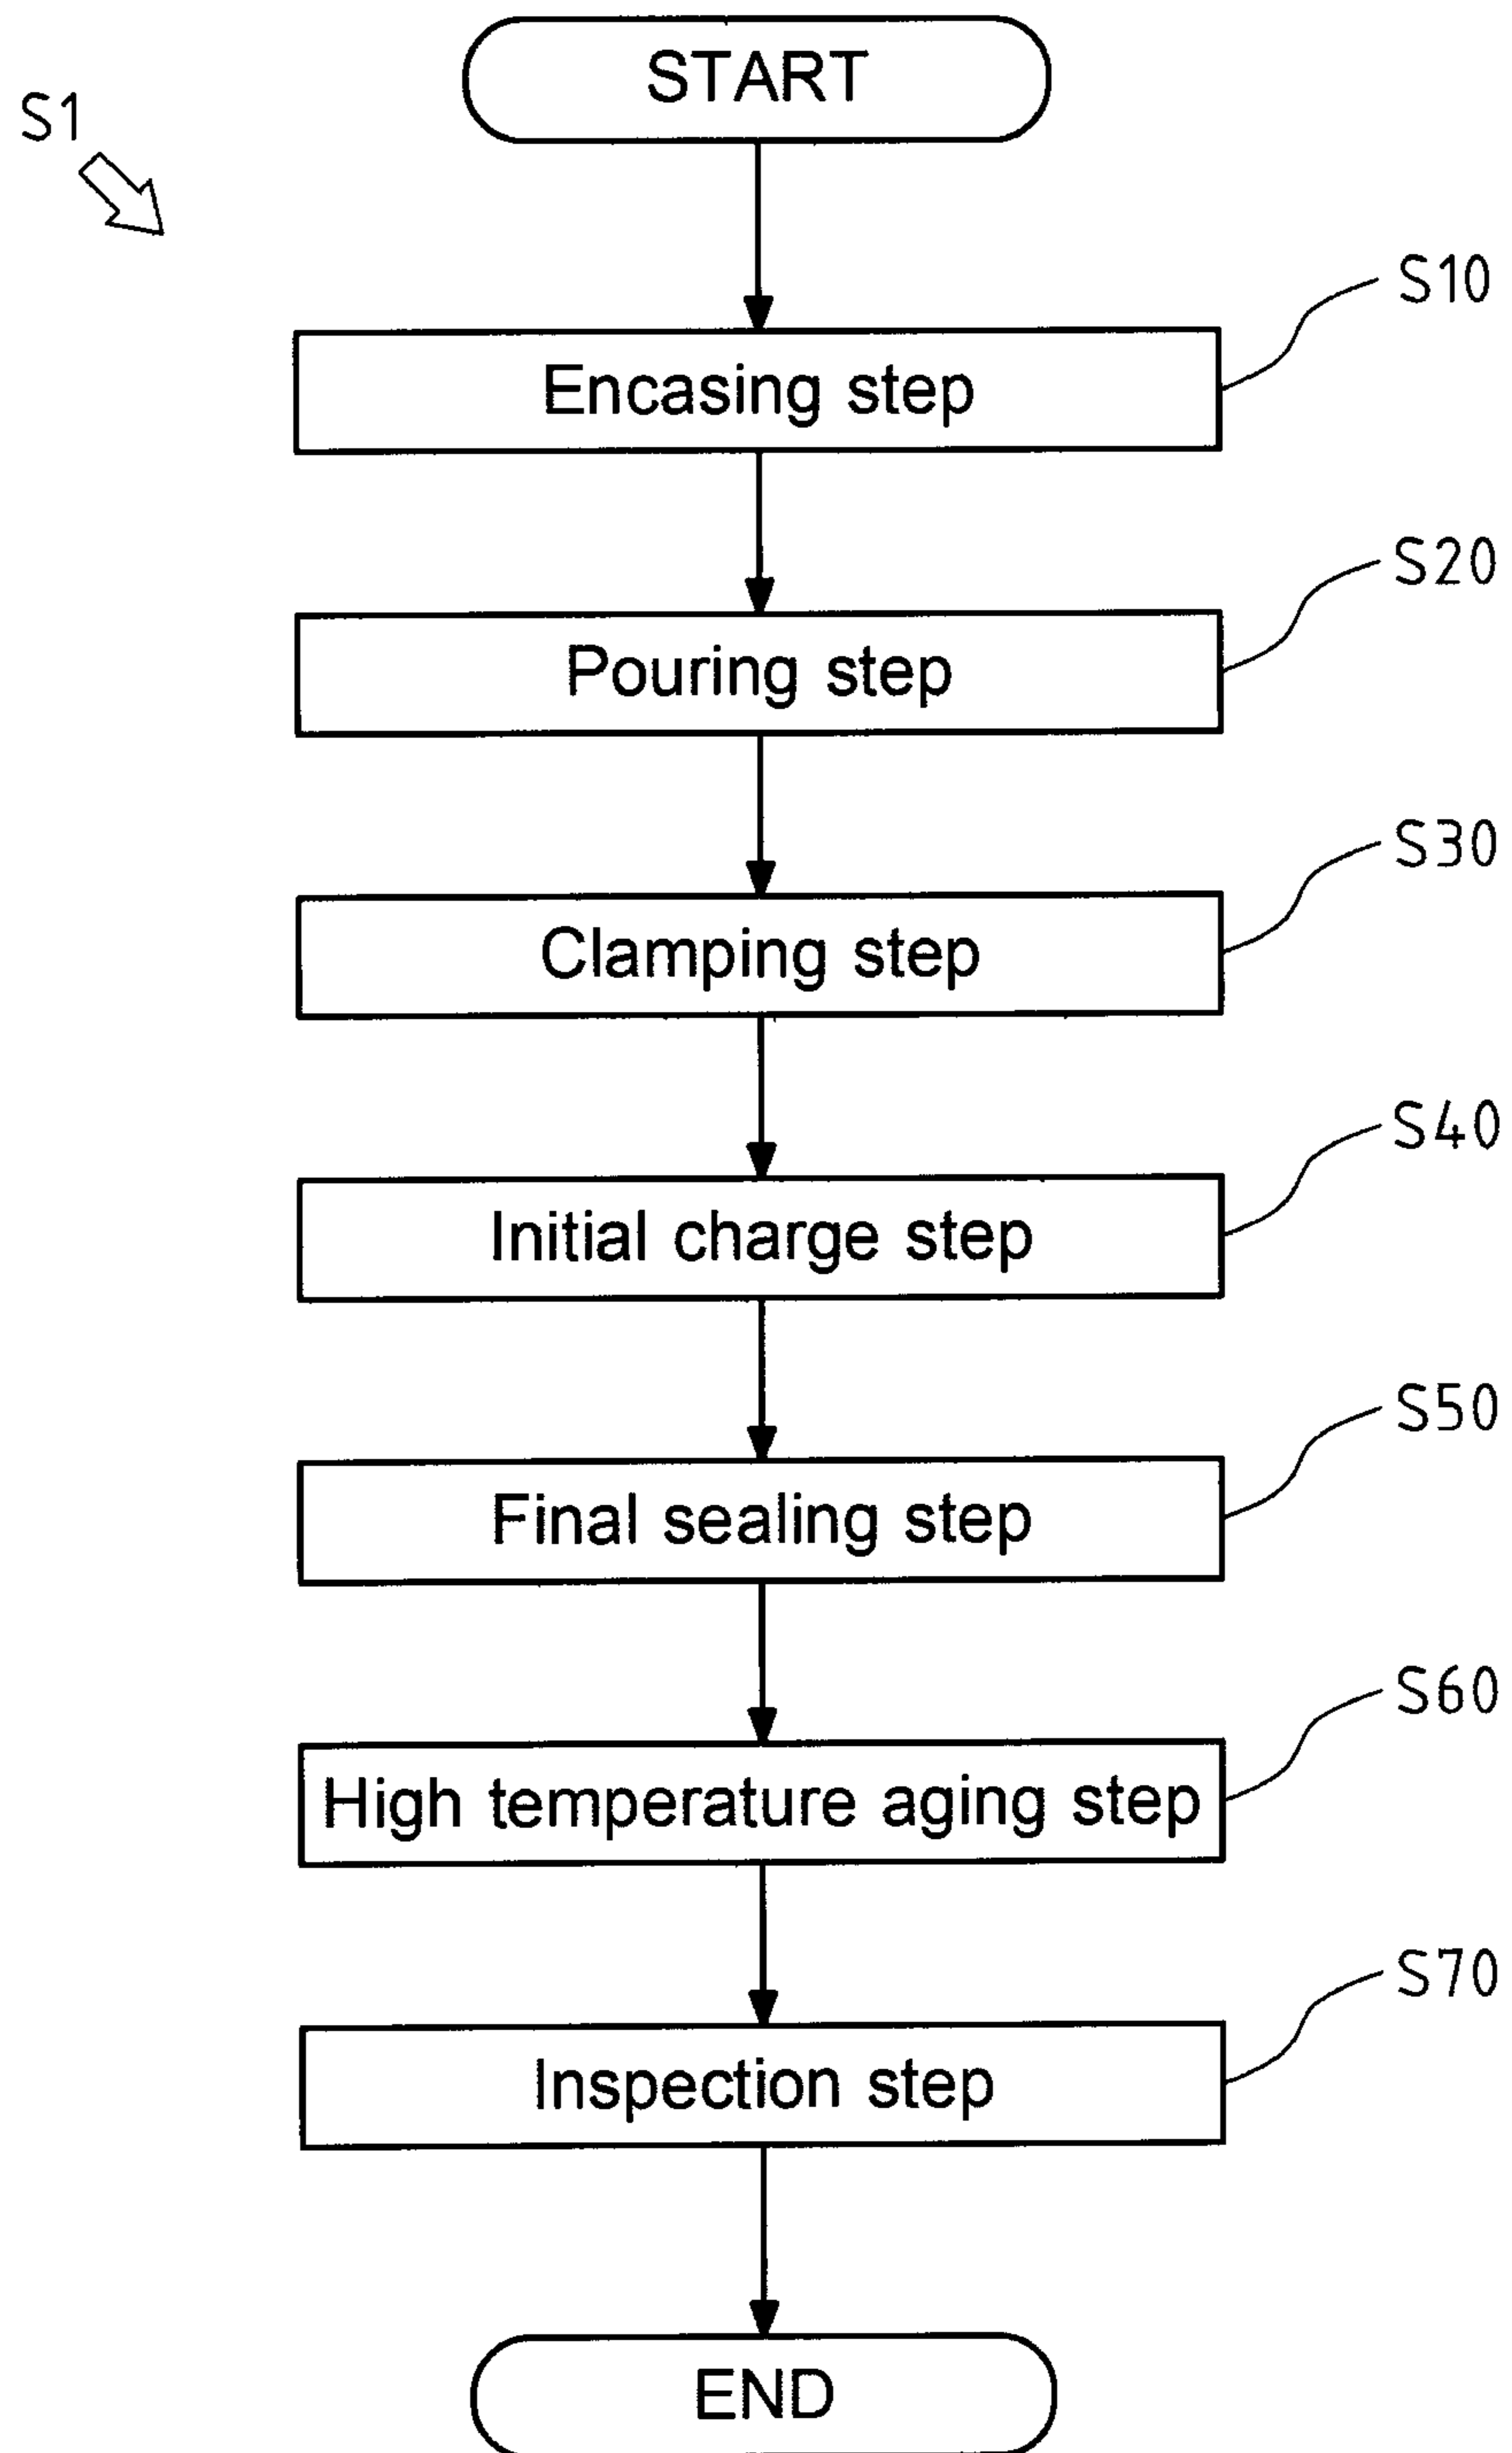 START
S1
S10
Encasing step
S20
Pouring step
S30
Clamping step
S40
Initial charge step
S50
Final sealing step
S60
High temperature aging step
S70
Inspection step
END